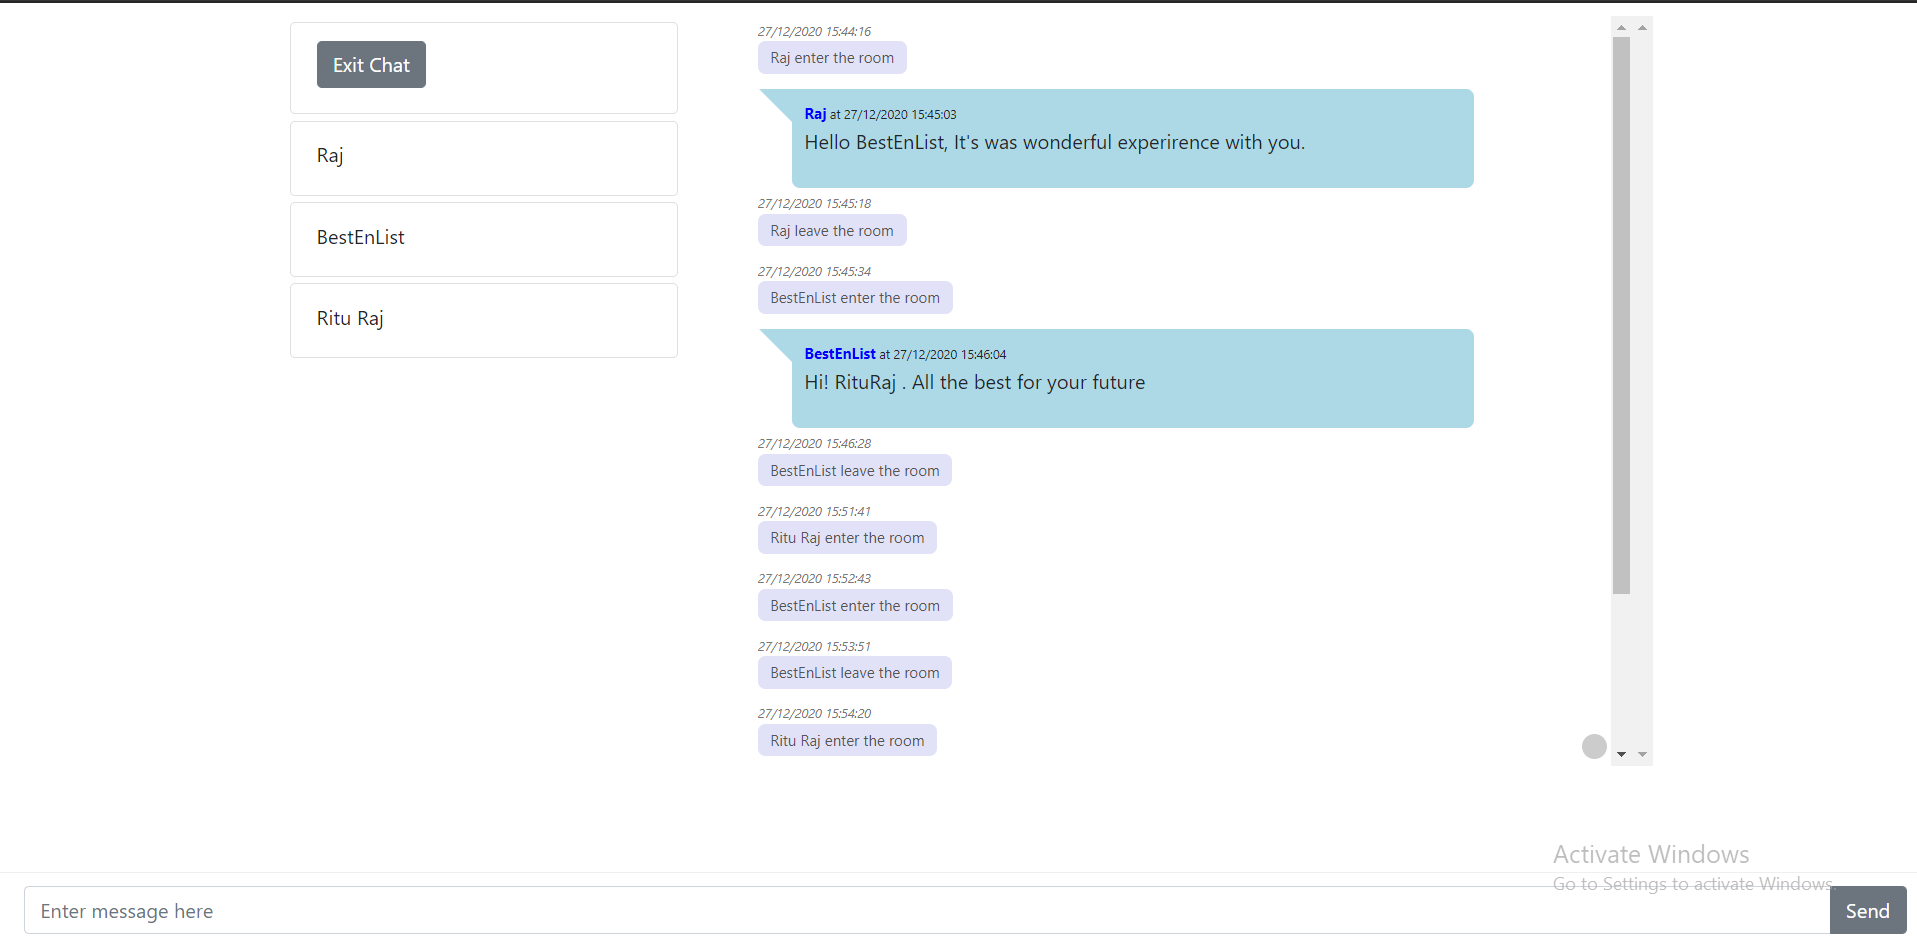 Exit Chat
Raj
BestEnList
Ritu Raj
27/12/2020 15:44:16
Raj enter the room
Raj at 27/12/2020 15:45:03
Hello BestEnList, It's was wonderful experirence with you.
27/12/2020 15:45:18
Raj leave the room
27/12/2020 15:45:34
BestEnList enter the room
BestEnList at 27/12/2020 15:46:04
Hi! RituRaj . All the best for your future
27/12/2020 15:46:28
BestEnList leave the room
27/12/2020 15:51:41
Ritu Raj enter the room
27/12/2020 15:52:43
BestEnList enter the room
27/12/2020 15:53:51
BestEnList leave the room
27/12/2020 15:54:20
Ritu Raj enter the room
Activate Windows
Go to Settings to activate Windows.
Enter message here
Send